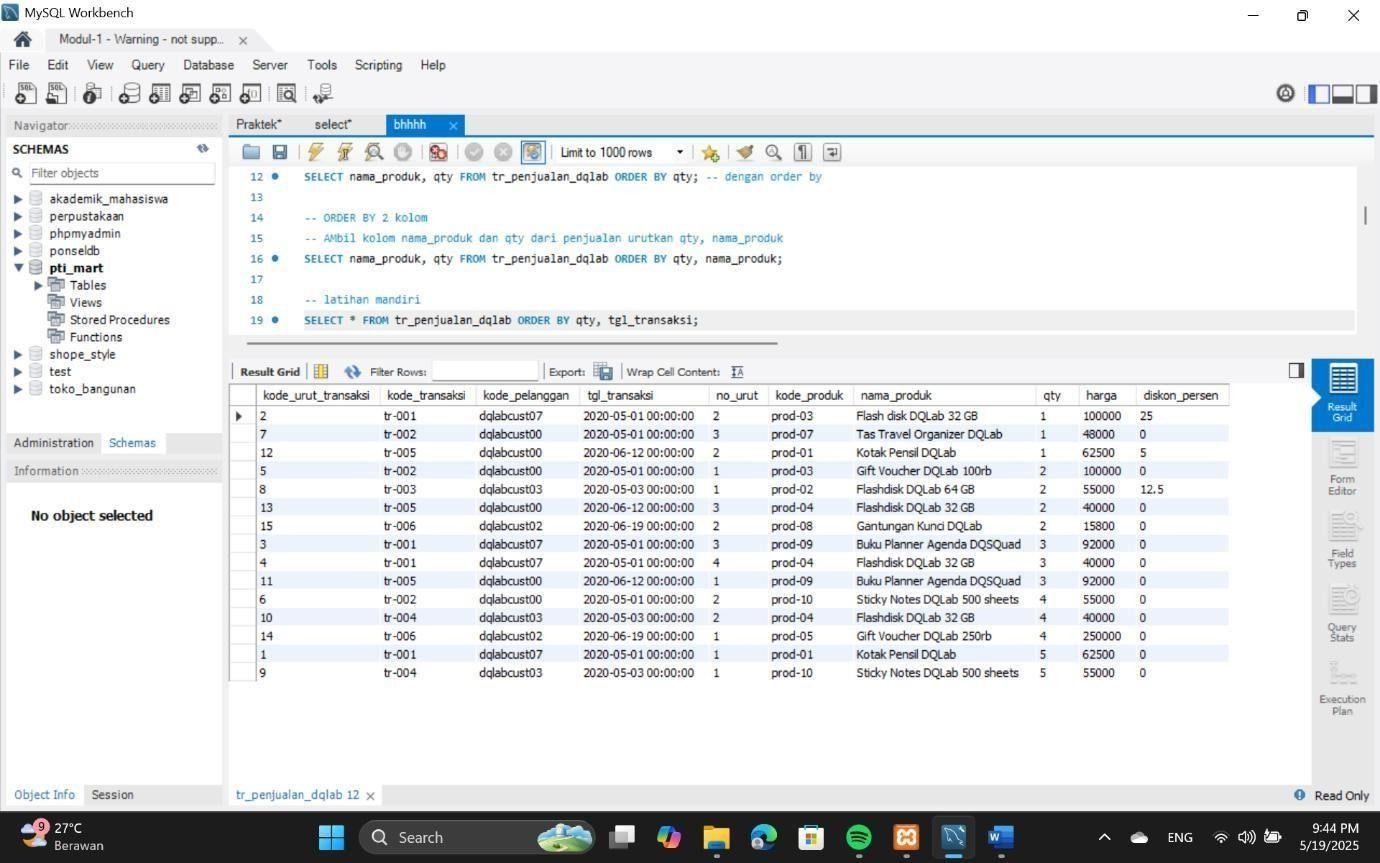 MySQL Workbench
Modul-1 - Warning - not supp...
File Edit View Query Database Server Tools Scripting Help
Navigator
SCHEMAS
Filter objects
akademik_mahasiswa
perpustakaan
phpmyadmin
ponseldb
pti_mart
Tables
Views
Stored Procedures
Functions
shope_style
test
toko_bangunan
Administration Schemas
Information
No object selected
Object Info Session
Praktek* select* bhhhh
Limit to 1000 rows
12 SELECT nama_produk, qty FROM tr_penjualan_dqlab ORDER BY qty; -- dengan order by
13
14 -- ORDER BY 2 kolom
15 -- AMbil kolom nama_produk dan qty dari penjualan urutkan qty, nama_produk
16 SELECT nama_produk, qty FROM tr_penjualan_dqlab ORDER BY qty, nama_produk;
17
18 -- latihan mandiri
19 SELECT * FROM tr_penjualan_dqlab ORDER BY qty, tgl_transaksi;
Result Grid Filter Rows: Export: Wrap Cell Content:
kode_urut_transaksi kode_transaksi kode_pelanggan tgl_transaksi no_urut kode_produk nama_produk qty harga diskon_persen
2 tr-001 dqlabcust07 2020-05-01 00:00:00 2 prod-03 Flash disk DQLab 32 GB 1 100000 25
7 tr-002 dqlabcust00 2020-05-01 00:00:00 3 prod-07 Tas Travel Organizer DQLab 1 48000 0
12 tr-005 dqlabcust00 2020-06-12 00:00:00 2 prod-01 Kotak Pensil DQLab 1 62500 5
5 tr-002 dqlabcust00 2020-05-01 00:00:00 1 prod-03 Gift Voucher DQLab 100rb 2 100000 0
8 tr-003 dqlabcust03 2020-05-03 00:00:00 1 prod-02 Flashdisk DQLab 64 GB 2 55000 12.5
13 tr-005 dqlabcust00 2020-06-12 00:00:00 3 prod-04 Flashdisk DQLab 32 GB 2 40000 0
15 tr-006 dqlabcust02 2020-06-19 00:00:00 2 prod-08 Gantungan Kunci DQLab 2 15800 0
3 tr-001 dqlabcust07 2020-05-01 00:00:00 3 prod-09 Buku Planner Agenda DQSQuad 3 92000 0
4 tr-001 dqlabcust07 2020-05-01 00:00:00 4 prod-04 Flashdisk DQLab 32 GB 3 40000 0
11 tr-005 dqlabcust00 2020-06-12 00:00:00 1 prod-09 Buku Planner Agenda DQSQuad 3 92000 0
6 tr-002 dqlabcust00 2020-05-01 00:00:00 2 prod-10 Sticky Notes DQLab 500 sheets 4 55000 0
10 tr-004 dqlabcust03 2020-05-03 00:00:00 2 prod-04 Flashdisk DQLab 32 GB 4 40000 0
14 tr-006 dqlabcust02 2020-06-19 00:00:00 1 prod-05 Gift Voucher DQLab 250rb 4 250000 0
1 tr-001 dqlabcust07 2020-05-01 00:00:00 1 prod-01 Kotak Pensil DQLab 5 62500 0
9 tr-004 dqlabcust03 2020-05-03 00:00:00 1 prod-10 Sticky Notes DQLab 500 sheets 5 55000 0
Result
Grid
Form
Editor
Field
Types
Query
Stats
Execution
Plan
tr_penjualan_dqlab 12
Read Only
9
27°C
Berawan
Search
ENG
9:44 PM
5/19/2025